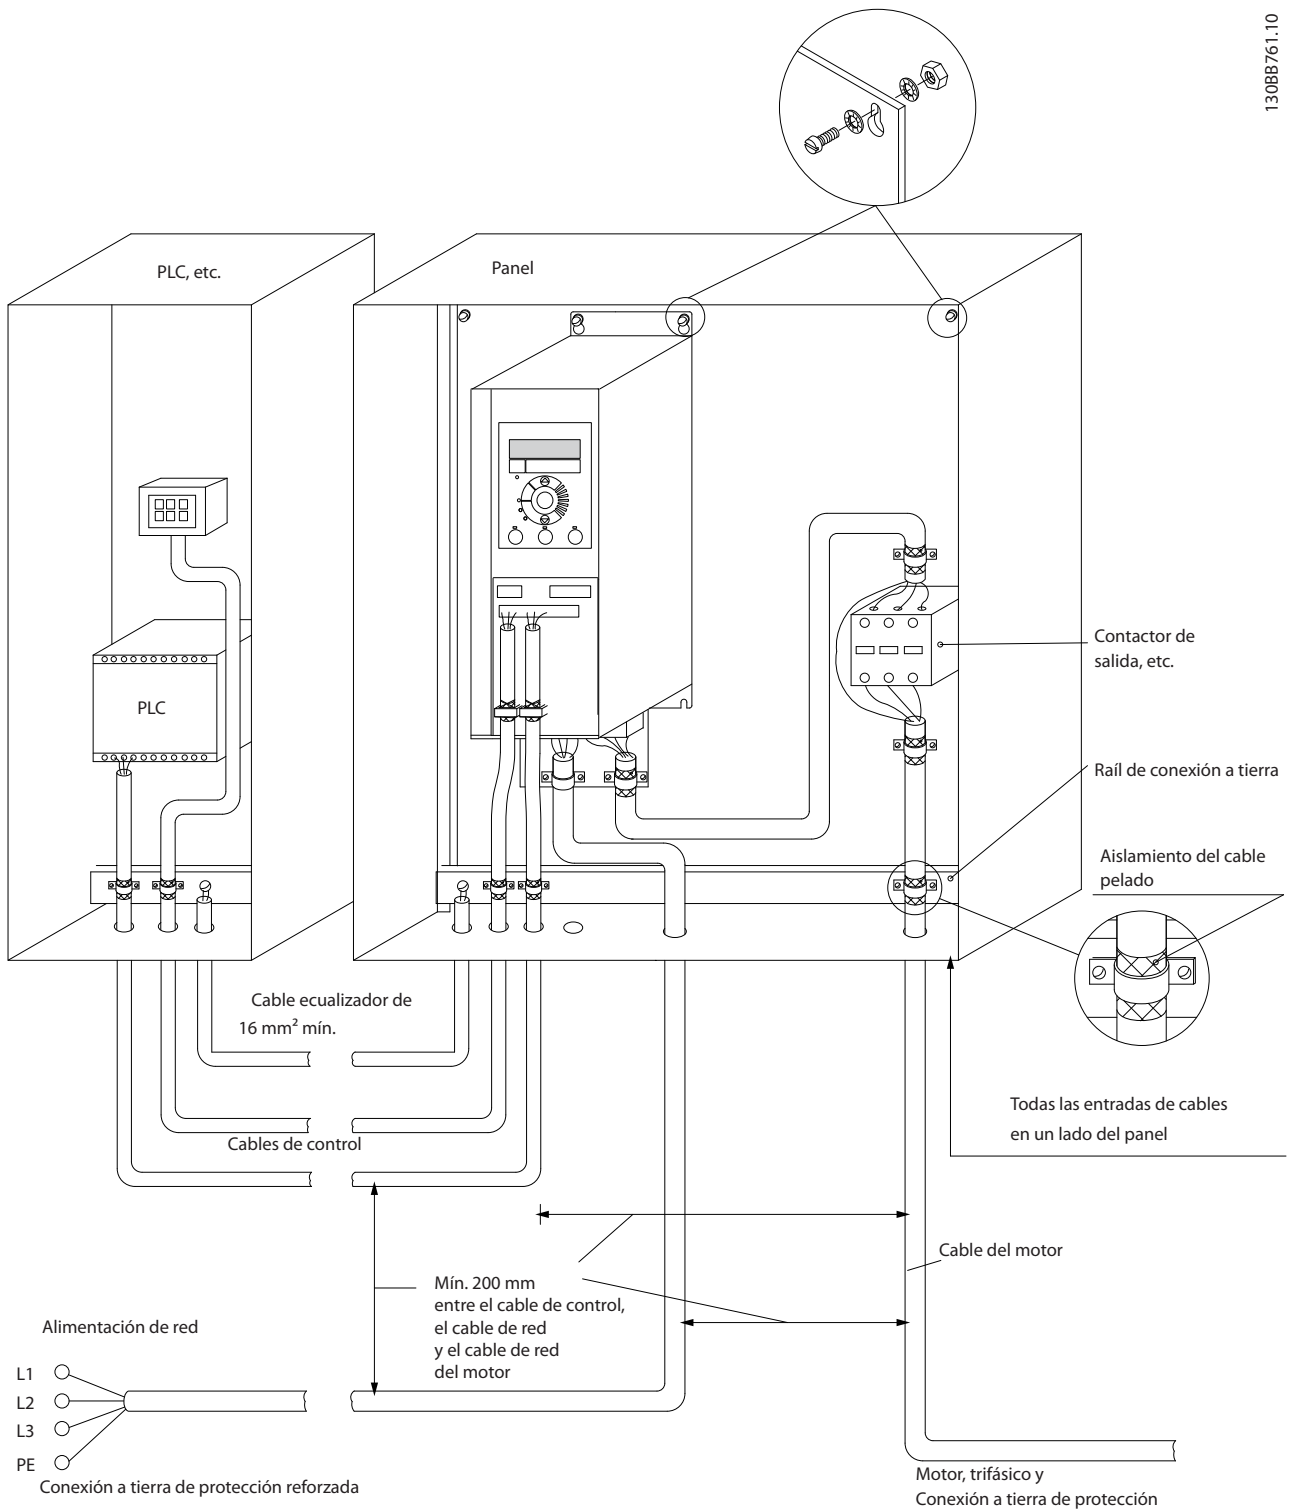 130BB761.10
PLC, etc.
Panel
PLC
Contactor de
salida, etc.
Raíl de conexión a tierra
Aislamiento del cable
pelado
Cable ecualizador de
16 mm² mín.
Todas las entradas de cables
en un lado del panel
Cables de control
Cable del motor
Mín. 200 mm
entre el cable de control,
el cable de red
y el cable de red
del motor
Alimentación de red
L1
L2
L3
PE
Conexión a tierra de protección reforzada
Motor, trifásico y
Conexión a tierra de protección